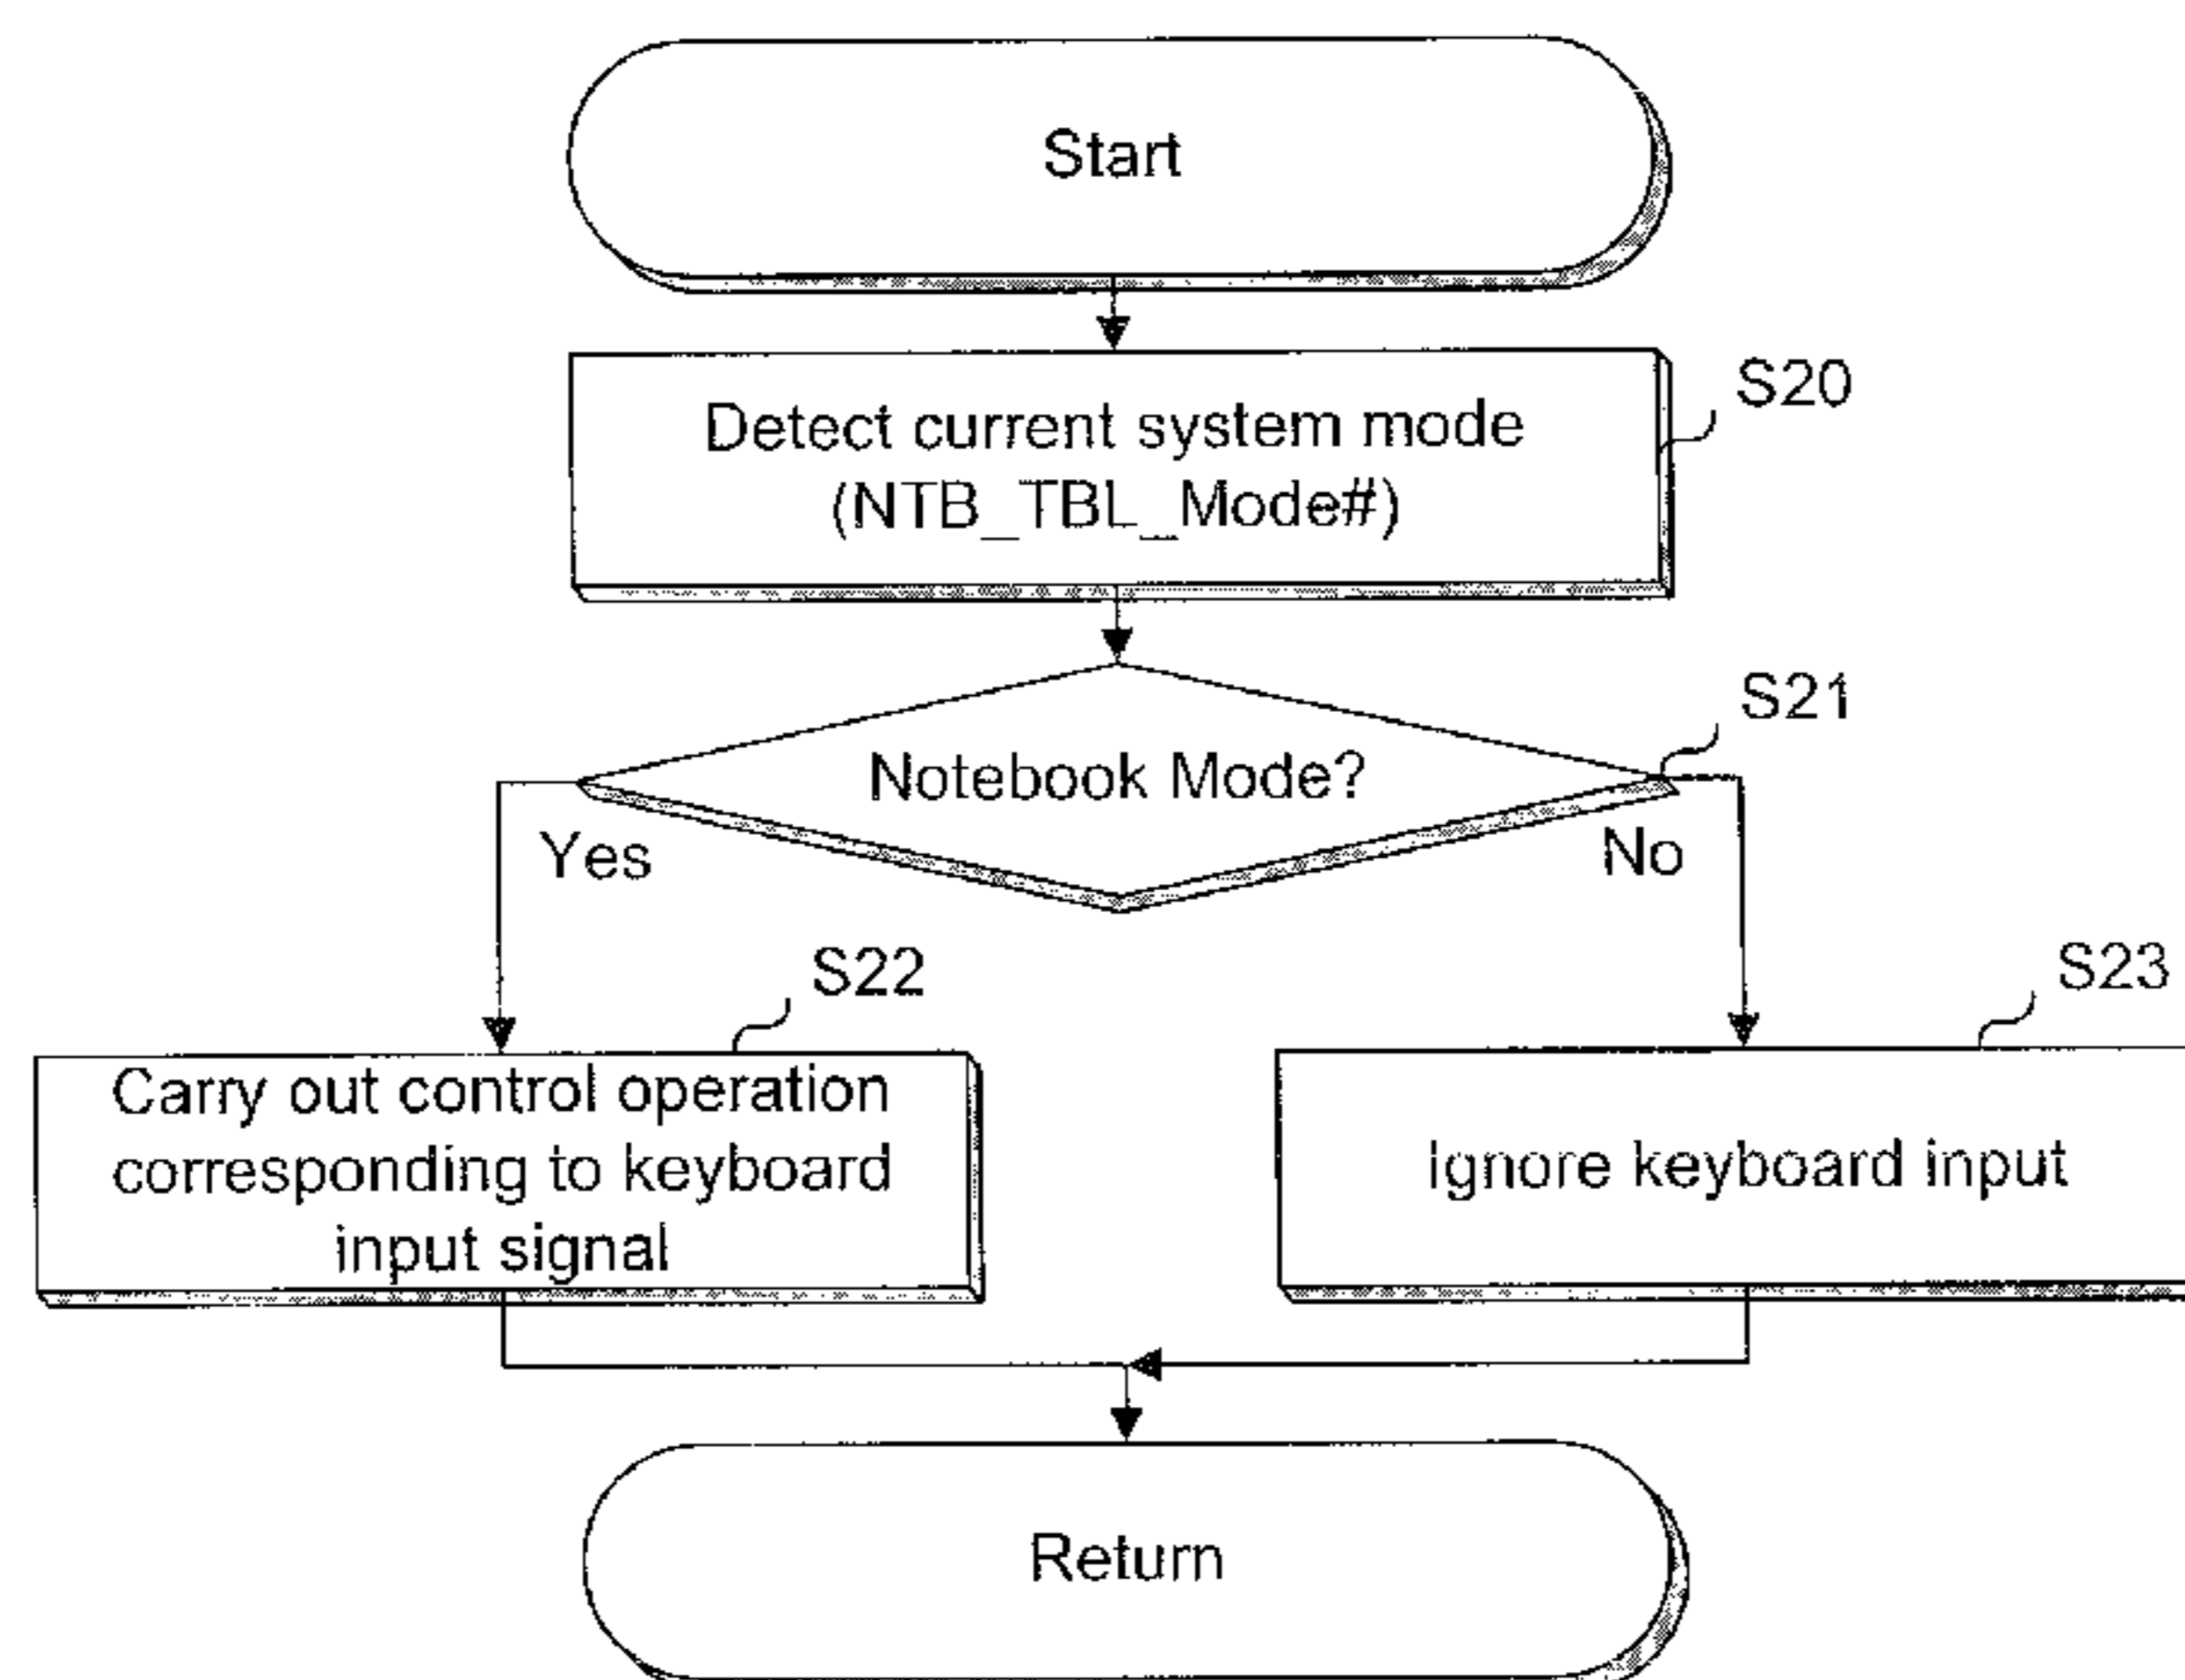 Start
Detect current system mode
(NTB_TBL_Mode#)
S20
Notebook Mode?
S21
Yes
No
S22
Carry out control operation
corresponding to keyboard
input signal
S23
Ignore keyboard input
Return